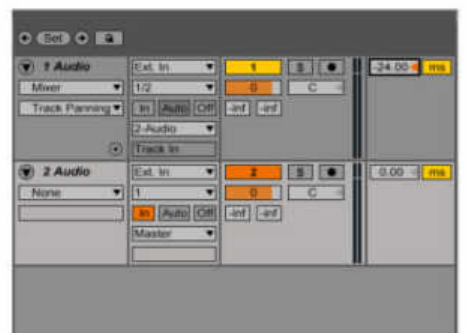 Set
1 Audio
Ext. In
1
S
-24.00
ms
Mixer
1/2
0
C
Track Panning
In
Auto
Off
-inf
-inf
2-Audio
Track In
2 Audio
Ext. In
2
S
0.00
ms
None
1
0
C
In
Auto
Off
-inf
-inf
Master